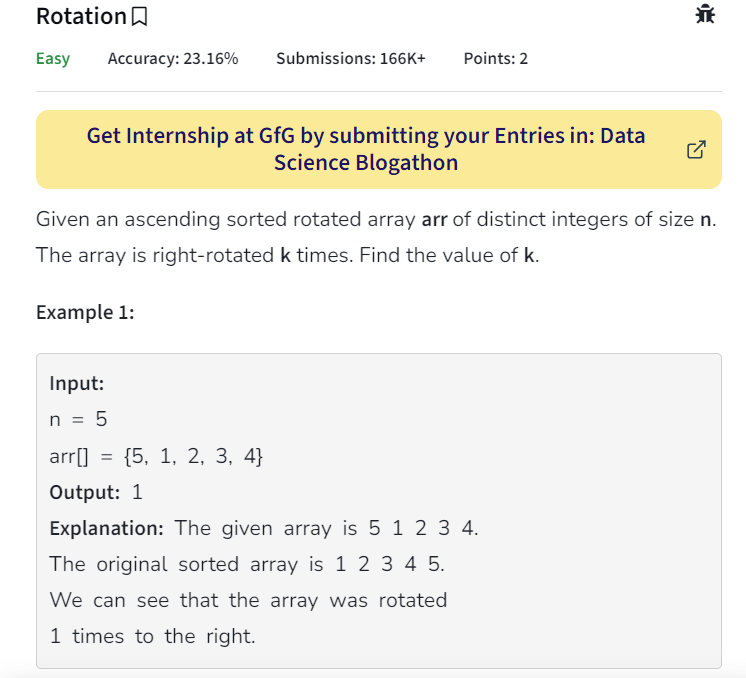 Rotation
Easy Accuracy: 23.16% Submissions: 166K+ Points: 2
Get Internship at GfG by submitting your Entries in: Data
Science Blogathon
Given an ascending sorted rotated array arr of distinct integers of size n.
The array is right-rotated k times. Find the value of k.
Example 1:
Input:
n = 5
arr[] = {5, 1, 2, 3, 4}
Output: 1
Explanation: The given array is 5 1 2 3 4.
The original sorted array is 1 2 3 4 5.
We can see that the array was rotated
1 times to the right.